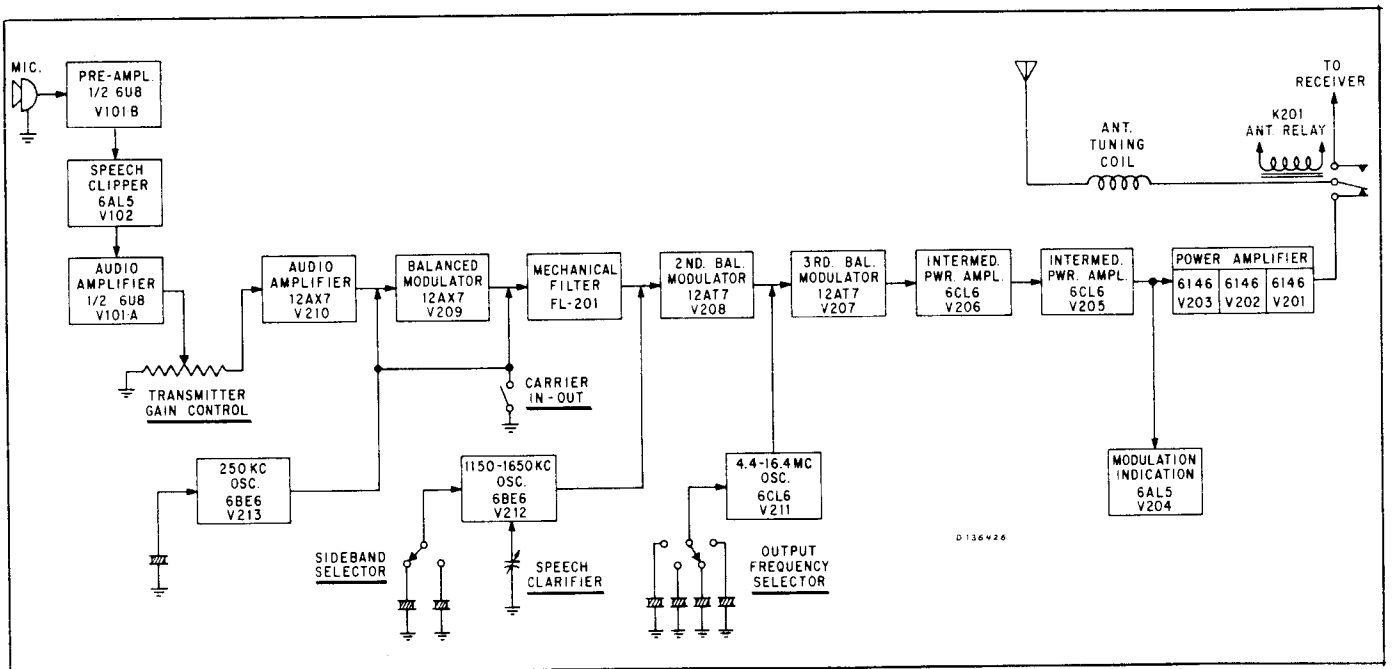 MIC.
PRE-AMPL.
1/2 6U8
V101B
SPEECH
CLIPPER
6AL5
V102
AUDIO
AMPLIFIER
1/2 6U8
V101-A
TRANSMITTER
GAIN CONTROL
AUDIO
AMPLIFIER
12AX7
V210
BALANCED
MODULATOR
12AX7
V209
MECHANICAL
FILTER
FL-201
2ND. BAL.
MODULATOR
12AT7
V208
3RD. BAL.
MODULATOR
12AT7
V207
INTERMED.
PWR. AMPL.
6CL6
V206
INTERMED.
PWR. AMPL.
6CL6
V205
POWER AMPLIFIER
6146 6146 6146
V203 V202 V201
ANT.
TUNING
COIL
K201
ANT. RELAY
TO
RECEIVER
CARRIER
IN-OUT
250 KC
OSC.
6BE6
V213
1150-1650 KC
OSC.
6BE6
V212
4.4-16.4 MC
OSC.
6CL6
V211
MODULATION
INDICATION
6AL5
V204
SIDEBAND
SELECTOR
SPEECH
CLARIFIER
OUTPUT
FREQUENCY
SELECTOR
D136426